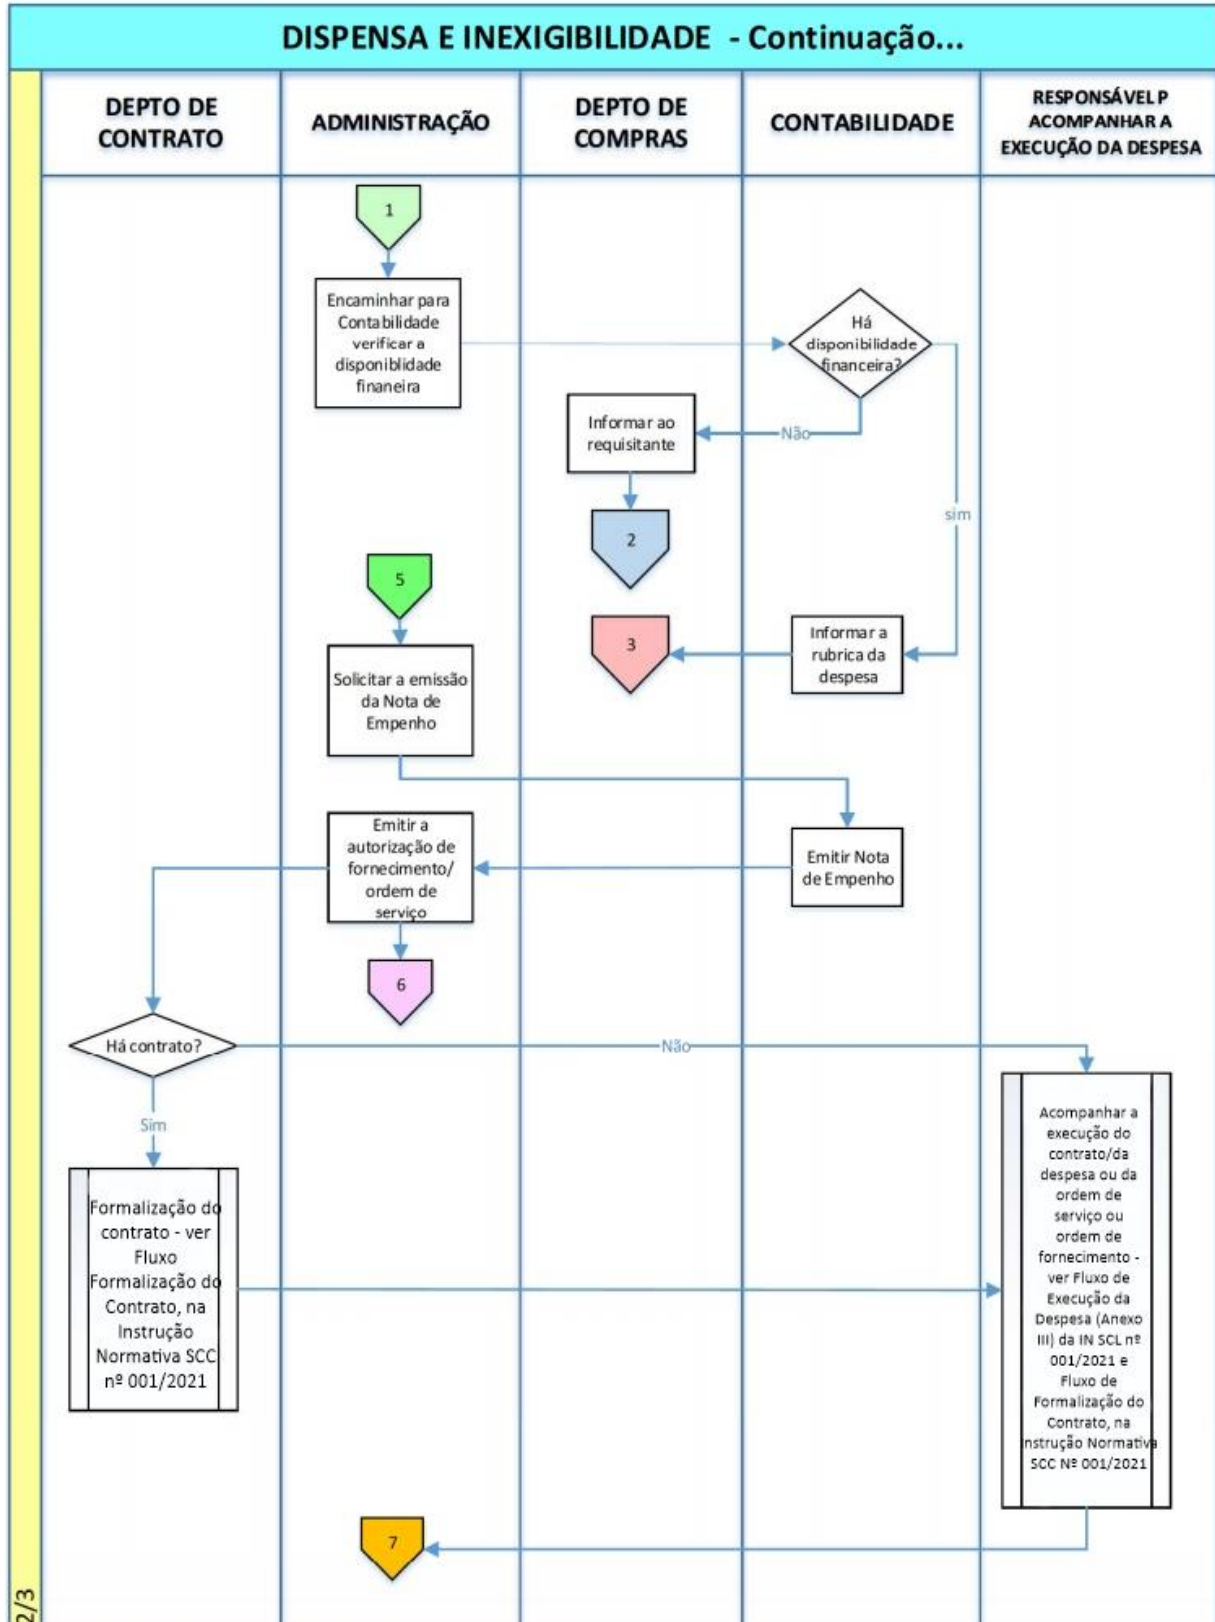 DISPENSA E INEXIGIBILIDADE - Continuação...
DEPTO DE
CONTRATO
ADMINISTRAÇÃO
DEPTO DE
COMPRAS
CONTABILIDADE
RESPONSÁVEL P
ACOMPANHAR A
EXECUÇÃO DA DESPESA
1
Encaminhar para
Contabilidade
verificar a
disponiblidade
finaneira
Há
disponibilidade
financeira?
Não
Informar ao
requisitante
2
sim
Informar a
rubrica da
despesa
3
5
Solicitar a emissão
da Nota de
Empenho
Emitir Nota
de Empenho
Emitir a
autorização de
fornecimento/
ordem de
serviço
6
Há contrato?
Não
Sim
Formalização do
contrato - ver
Fluxo
Formalização do
Contrato, na
Instrução
Normativa SCC
nº 001/2021
Acompanhar a
execução do
contrato/da
despesa ou da
ordem de
serviço ou
ordem de
fornecimento -
ver Fluxo de
Execução da
Despesa (Anexo
III) da IN SCL nº
001/2021 e
Fluxo de
Formalização do
Contrato, na
Instrução Normativa
SCC Nº 001/2021
7
2/3